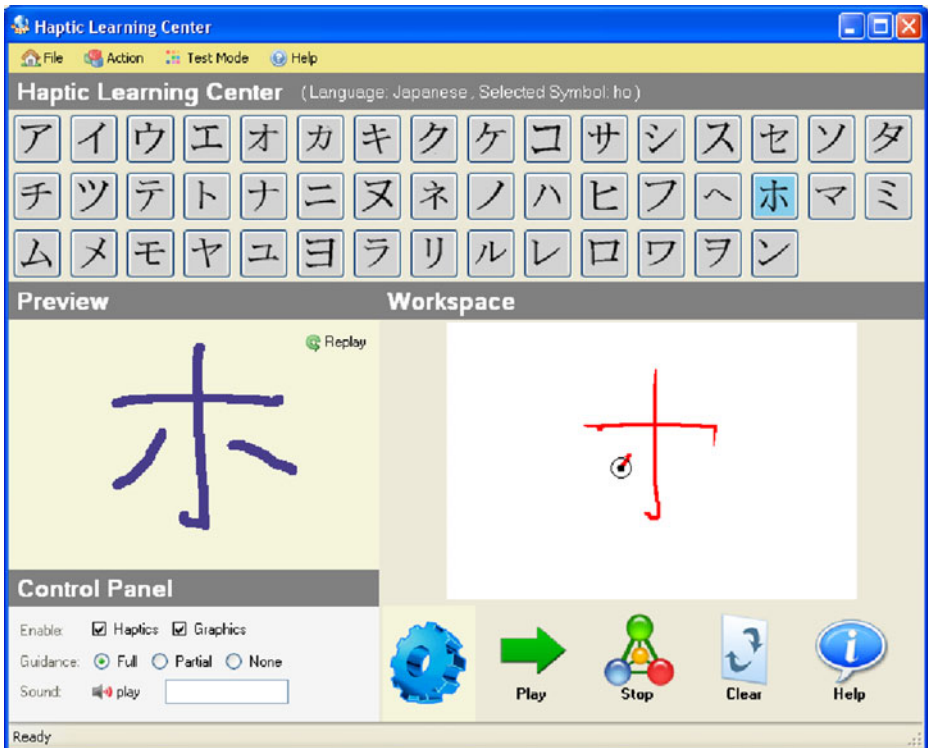 Haptic Learning Center
File Action Test Mode Help
Haptic Learning Center (Language: Japanese, Selected Symbol: ho)
ア イ ウ エ オ カ キ ク ケ コ サ シ ス セ ソ タ
チ ツ テ ト ナ ニ ヌ ネ ノ ハ ヒ フ ヘ ホ マ ミ
ム メ モ ヤ ユ ヨ ラ リ ル レ ロ ワ ヲ ン
Preview Workspace
Replay
ホ
Control Panel
Enable: Haptics Graphics
Guidance: Full Partial None
Sound: play
Play Stop Clear Help
Ready